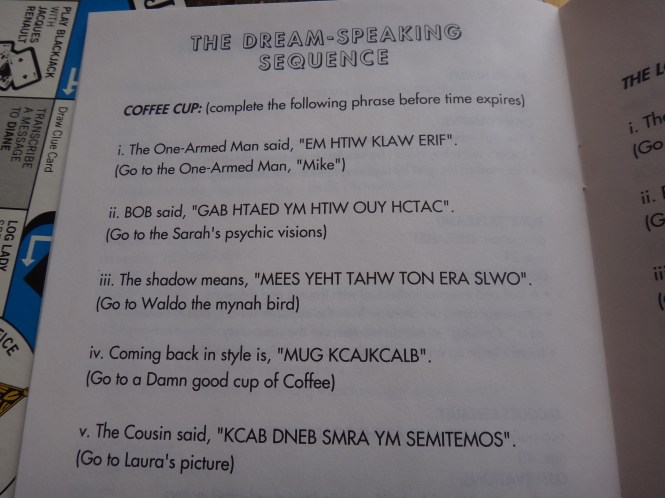 PLAY BLACKJACK
WITH
JACQUES
RENAULT
Draw Clue Card
TRANSCRIBE
A MESSAGE
TO DIANE
LOG LADY
THE DREAM-SPEAKING
SEQUENCE
COFFEE CUP: (complete the following phrase before time expires)
i. The One-Armed Man said, "EM HTIW KLAW ERIF".
(Go to the One-Armed Man, "Mike")
ii. BOB said, "GAB HTAED YM HTIW OUY HCTAC".
(Go to the Sarah's psychic visions)
iii. The shadow means, "MEES YEHT TAHW TON ERA SLWO".
(Go to Waldo the mynah bird)
iv. Coming back in style is, "MUG KCAJKCALB".
(Go to a Damn good cup of Coffee)
v. The Cousin said, "KCAB DNEB SMRA YM SEMITEMOS".
(Go to Laura's picture)
THE
i.
(Go
ii.
iii